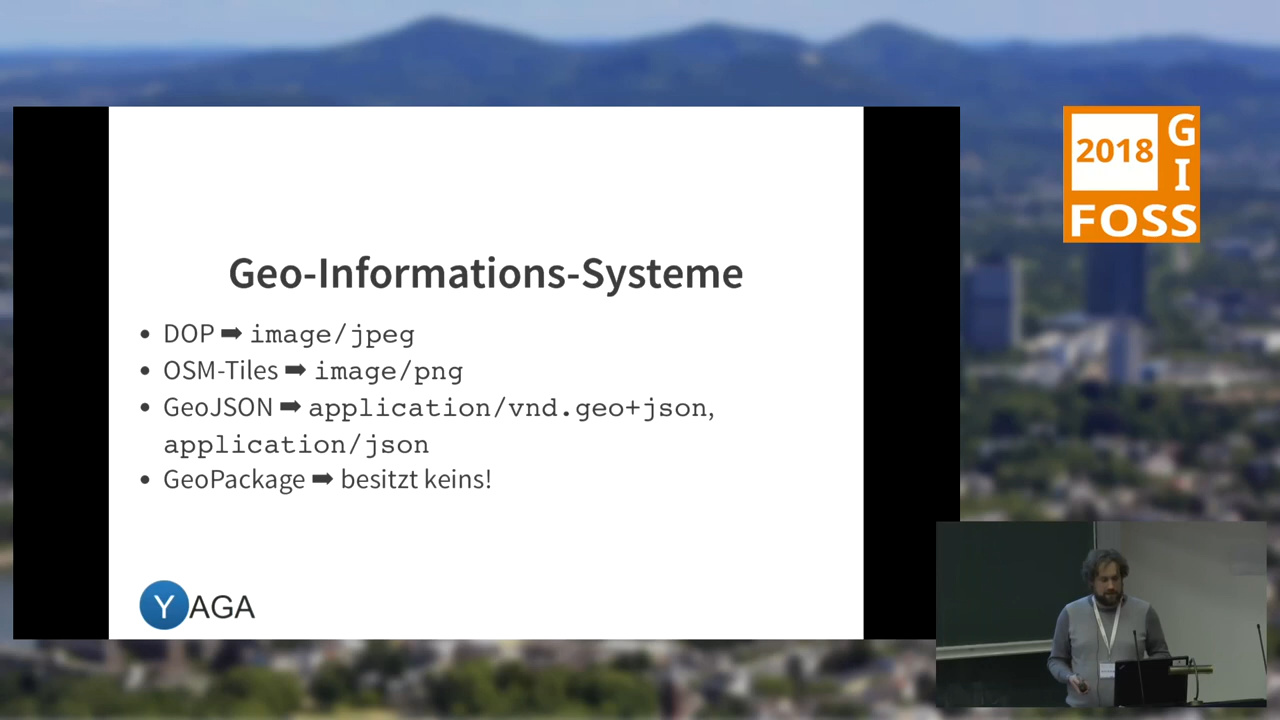 Geo-Informations-Systeme
• DOP ➡ image/jpeg
• OSM-Tiles ➡ image/png
• GeoJSON ➡ application/vnd.geo+json,
application/json
• GeoPackage ➡ besitzt keins!
YAGA
2018
GI
FOSS